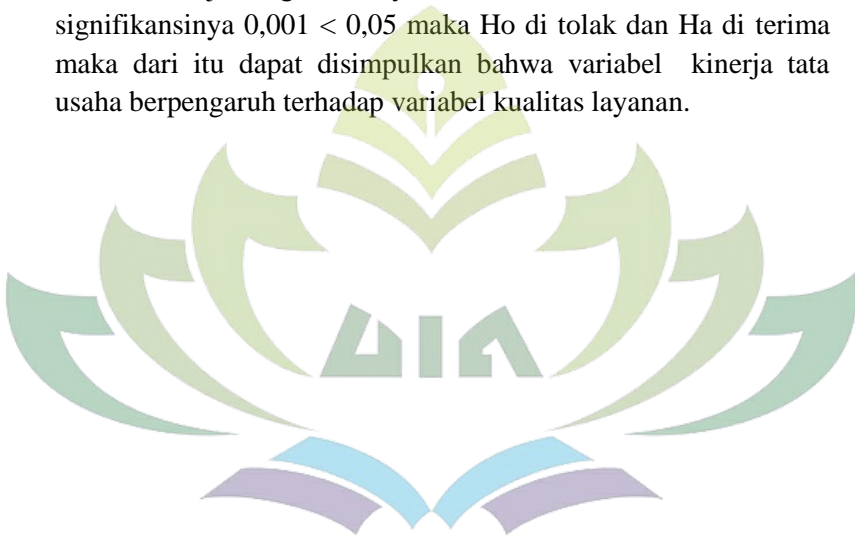 signifikansinya 0,001 < 0,05 maka Ho di tolak dan Ha di terima
maka dari itu dapat disimpulkan bahwa variabel kinerja tata
usaha berpengaruh terhadap variabel kualitas layanan.
UIN